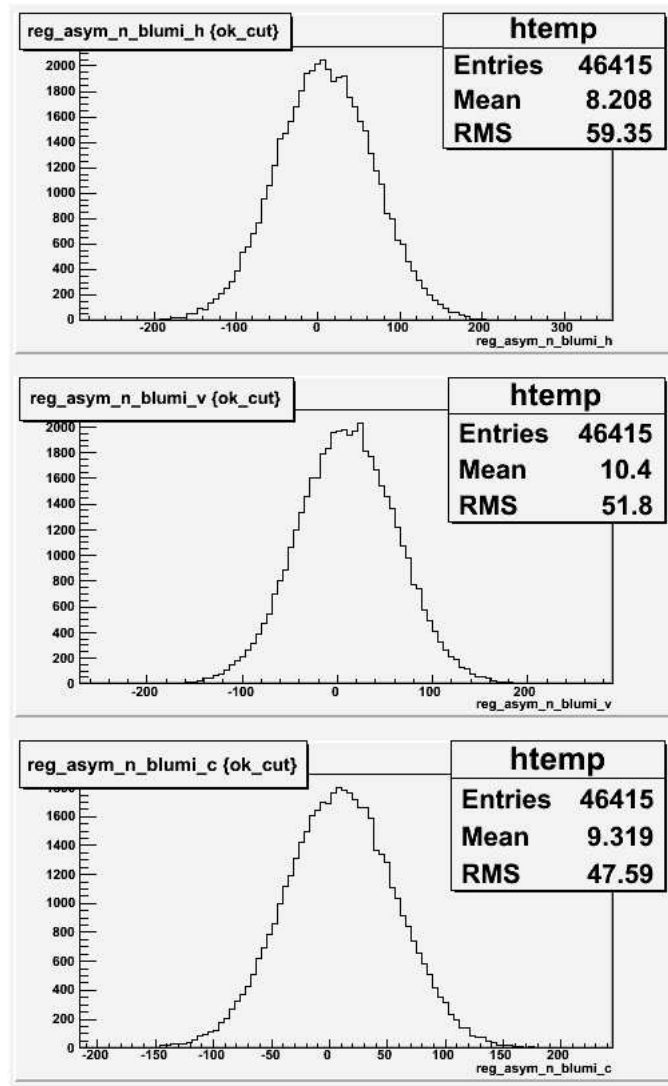 reg_asym_n_blumi_h {ok_cut}
htemp
Entries 46415
Mean 8.208
RMS 59.35
2000
1800
1600
1400
1200
1000
800
600
400
200
0
-200 -100 0 100 200 300
reg_asym_n_blumi_h
reg_asym_n_blumi_v {ok_cut}
htemp
Entries 46415
Mean 10.4
RMS 51.8
2000
1800
1600
1400
1200
1000
800
600
400
200
0
-200 -100 0 100 200
reg_asym_n_blumi_v
reg_asym_n_blumi_c {ok_cut}
htemp
Entries 46415
Mean 9.319
RMS 47.59
1800
1600
1400
1200
1000
800
600
400
200
0
-200 -150 -100 -50 0 50 100 150 200
reg_asym_n_blumi_c